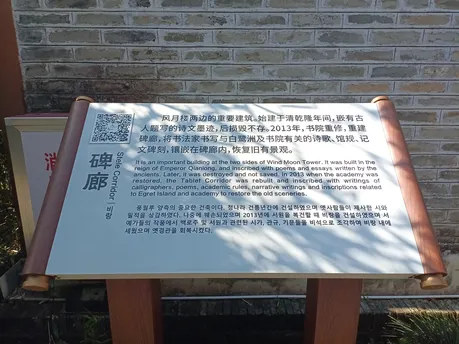 碑廊
Stele Corridor
비랑
风月楼两边的重要建筑。始建于清乾隆年间，嵌有古
人题写的诗文墨迹，后损毁不存。2013年，书院重修，重建
碑廊，将书法家书写与白鹭洲及书院有关的诗歌、馆规、记
文碑刻，镶嵌在碑廊内，恢复旧有景观。
It is an important building at the two sides of Wind-Moon Tower. It was built in the
reign of Emperor Qianlong, and inscribed with poems and essays written by the
ancients. Later, it was destroyed and not saved. In 2013 when the academy was
restored, the Tablet Corridor was rebuilt and inscribed with writings of
calligraphers, poems, academic rules, narrative writings and inscriptions related
to Egret Island and academy to restore the old sceneries.
풍월루 양측의 중요한 건축이다. 청나라 건륭년간에 건설하였으며 옛사람들이 제사한 시와
필적을 상감하였다. 나중에 훼손되었으며 2013년에 서원을 복건할 때 비랑을 건설하였으며 서
예가들의 작품에서 백로주 및 서원과 관련된 시가, 관규, 기문들을 비석으로 조각하여 비랑 내에
세웠으며 옛경관을 회복시켰다.
消